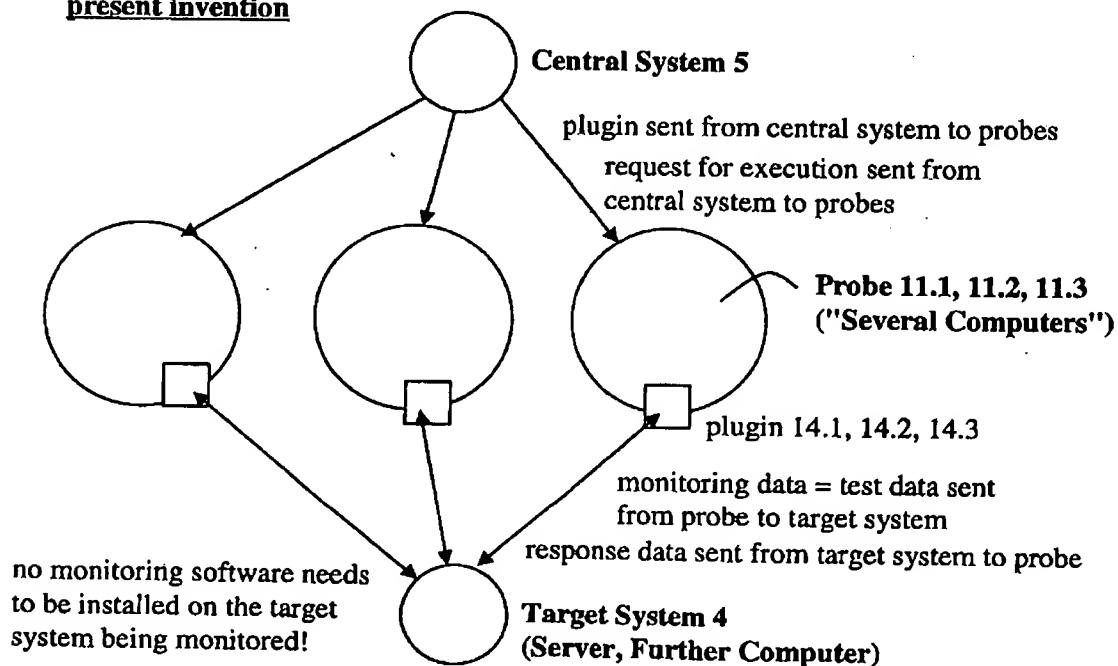 present invention
Central System 5
plugin sent from central system to probes
request for execution sent from
central system to probes
Probe 11.1, 11.2, 11.3
("Several Computers")
plugin 14.1, 14.2, 14.3
monitoring data = test data sent
from probe to target system
response data sent from target system to probe
no monitoring software needs
to be installed on the target
system being monitored!
Target System 4
(Server, Further Computer)